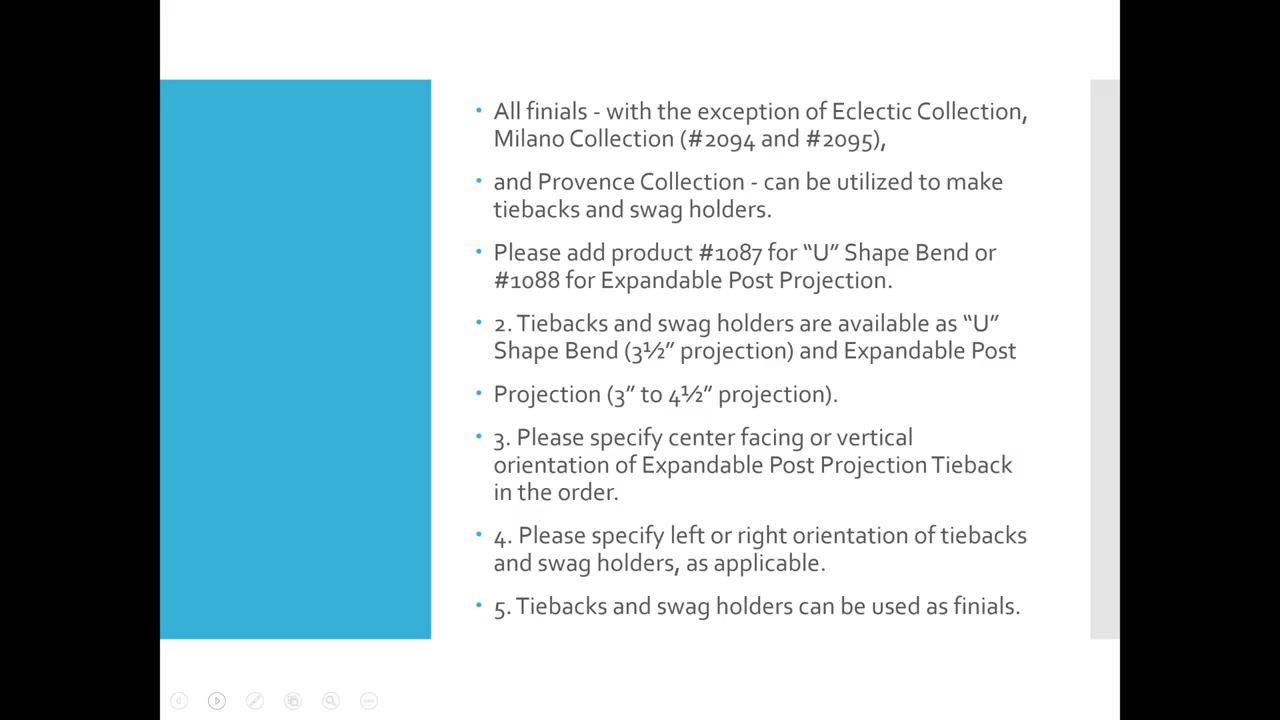 • All finials - with the exception of Eclectic Collection,
Milano Collection (#2094 and #2095),
• and Provence Collection - can be utilized to make
tiebacks and swag holders.
• Please add product #1087 for “U” Shape Bend or
#1088 for Expandable Post Projection.
• 2. Tiebacks and swag holders are available as “U”
Shape Bend (3½” projection) and Expandable Post
• Projection (3” to 4½” projection).
• 3. Please specify center facing or vertical
orientation of Expandable Post Projection Tieback
in the order.
• 4. Please specify left or right orientation of tiebacks
and swag holders, as applicable.
• 5. Tiebacks and swag holders can be used as finials.